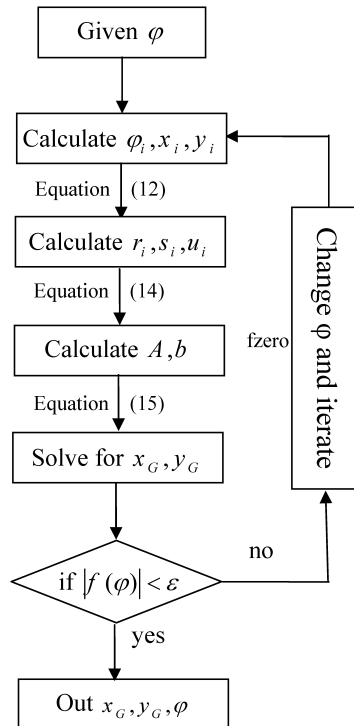 Given φ
Calculate φ_i, x_i, y_i
Equation (12)
Calculate r_i, s_i, u_i
Equation (14)
Calculate A, b
Equation (15)
Solve for x_G, y_G
if |f(φ)| < ε
yes
Out x_G, y_G, φ
no
fzero
Change φ and iterate